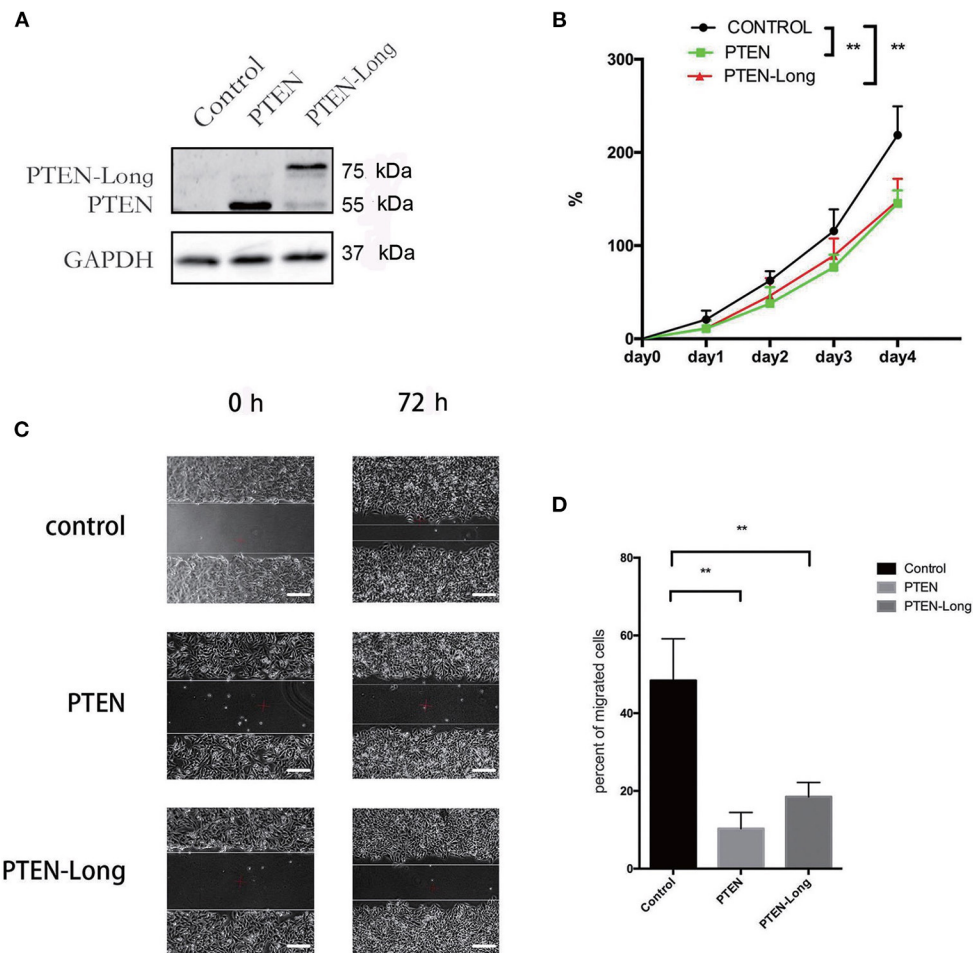 A
Control
PTEN
PTEN-Long
PTEN-Long
75 kDa
PTEN
55 kDa
GAPDH
37 kDa
B
CONTROL
PTEN
PTEN-Long
**
**
300
200
100
0
%
day0
day1
day2
day3
day4
C
0 h
72 h
control
PTEN
PTEN-Long
D
**
**
80
60
40
20
0
percent of migrated cells
Control
PTEN
PTEN-Long
Control
PTEN
PTEN-Long